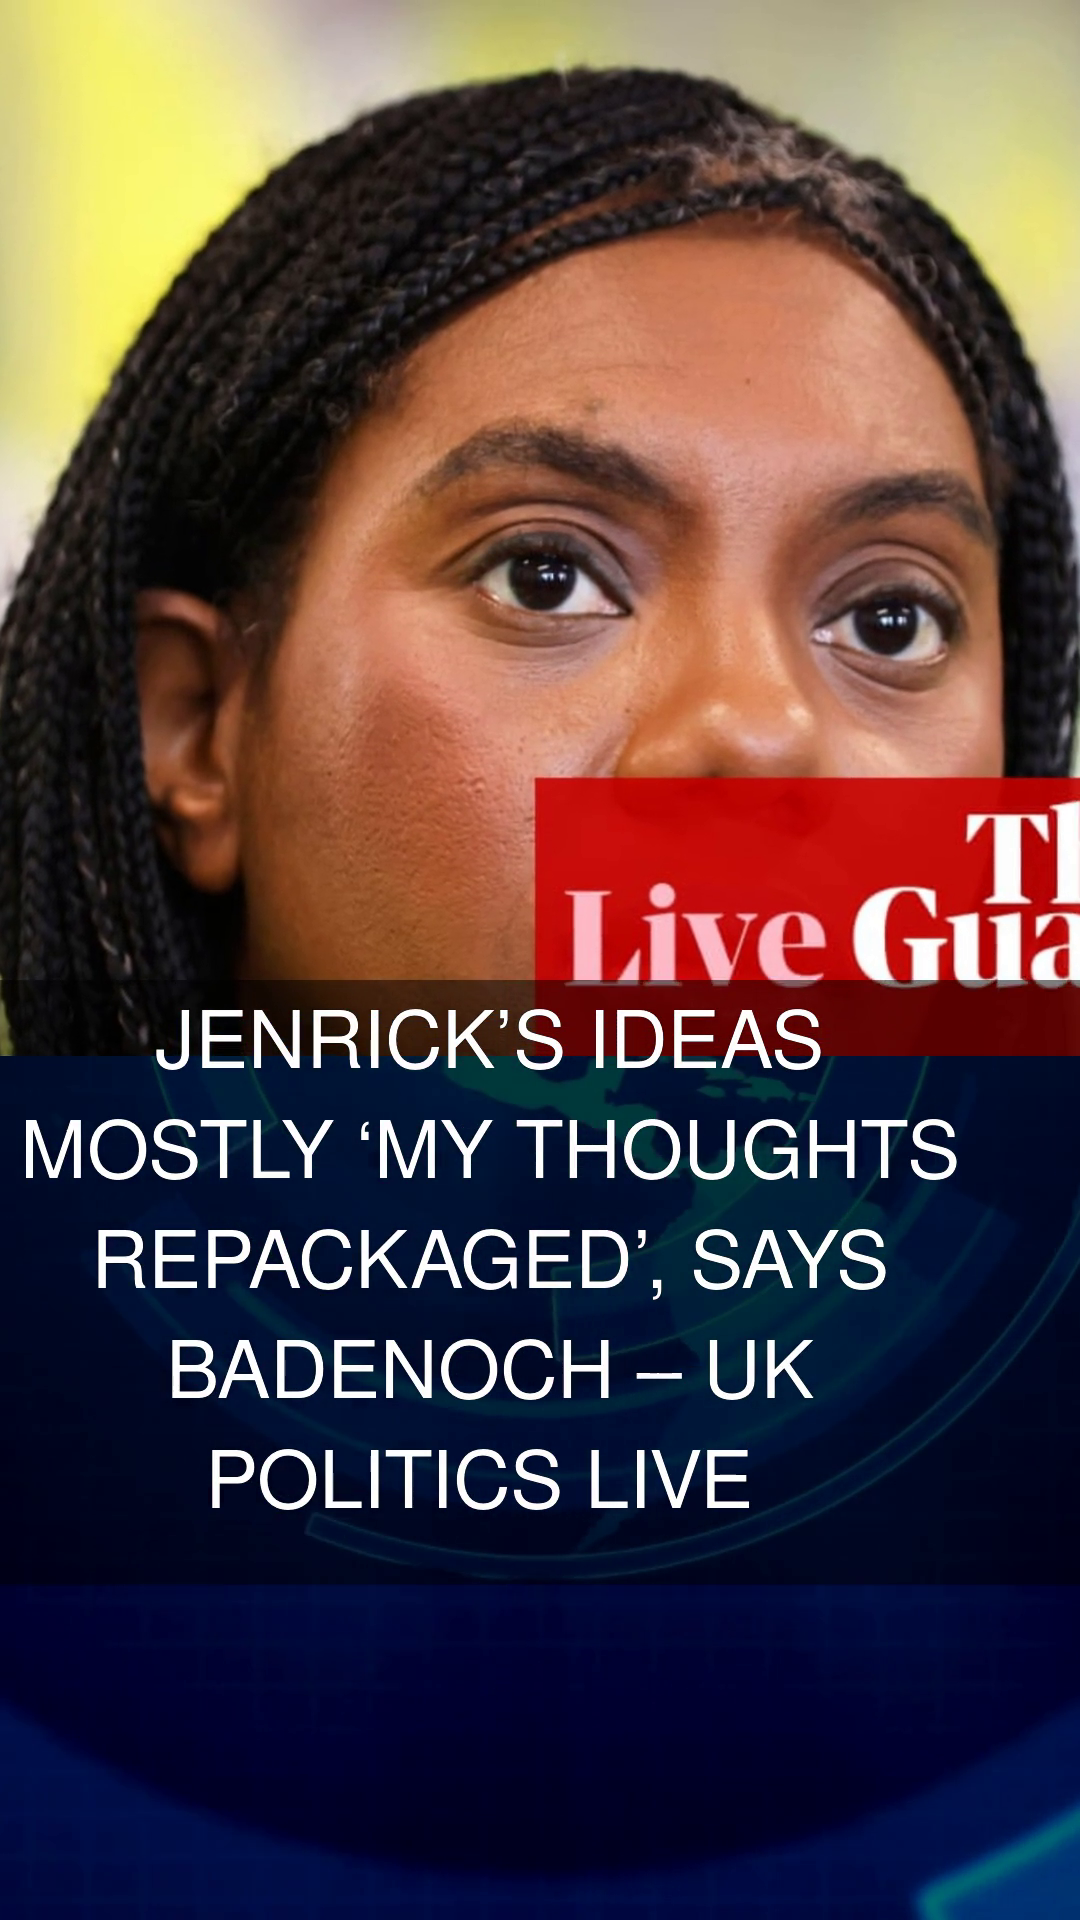 Th
Live Gua
JENRICK’S IDEAS
MOSTLY ‘MY THOUGHTS
REPACKAGED’, SAYS
BADENOCH – UK
POLITICS LIVE